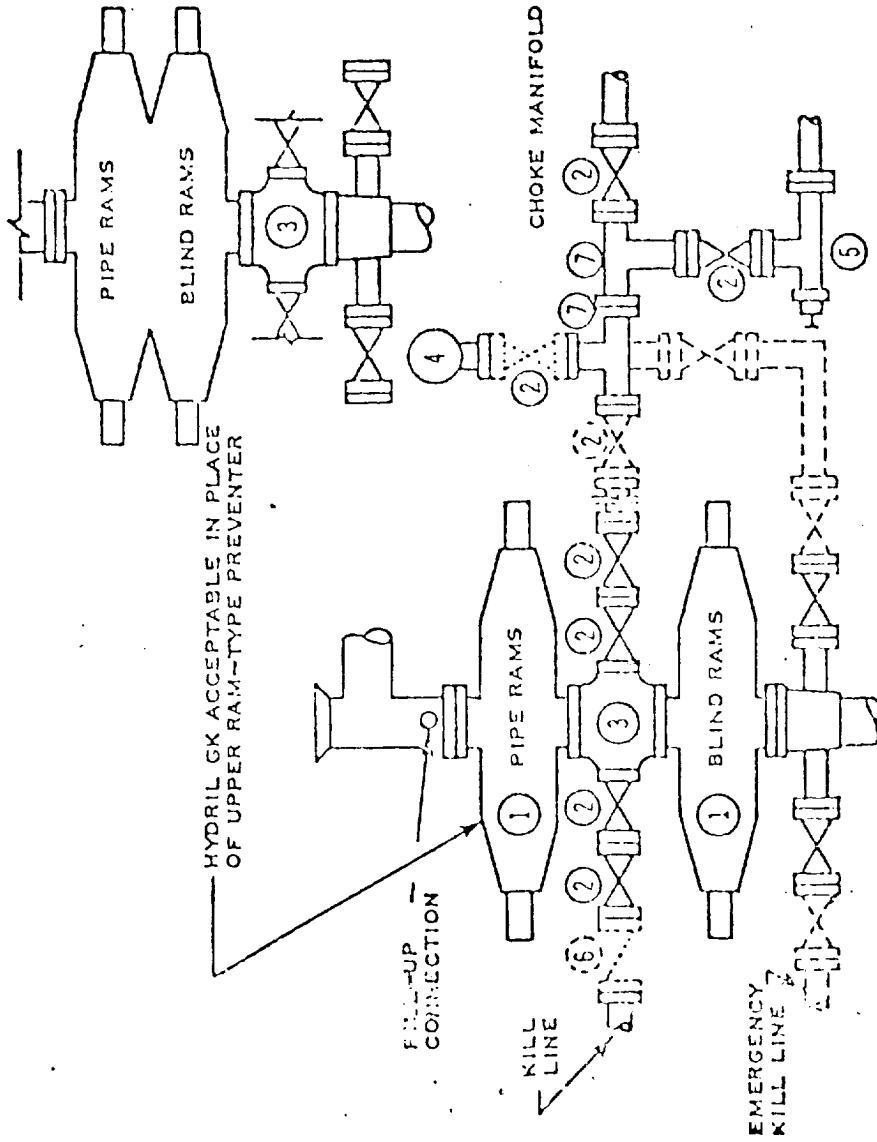 PIPE RAMS
BLIND RAMS
3
HYDRIL GK ACCEPTABLE IN PLACE
OF UPPER RAM-TYPE PREVENTER
CHOKE MANIFOLD
4
2
7
7
2
2
5
2
2
2
FILL-UP
CONNECTION
1
PIPE RAMS
2
2
3
6
KILL
LINE
1
BLIND RAMS
EMERGENCY
KILL LINE